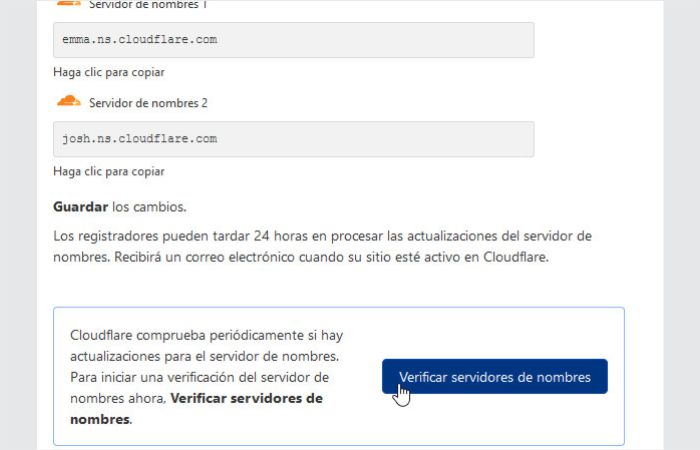 Servidor de nombres 1
emma.ns.cloudflare.com
Haga clic para copiar
Servidor de nombres 2
josh.ns.cloudflare.com
Haga clic para copiar
Guardar los cambios.
Los registradores pueden tardar 24 horas en procesar las actualizaciones del servidor de
nombres. Recibirá un correo electrónico cuando su sitio esté activo en Cloudflare.
Cloudflare comprueba periódicamente si hay
actualizaciones para el servidor de nombres.
Para iniciar una verificación del servidor de
nombres ahora, Verificar servidores de
nombres.
Verificar servidores de nombres